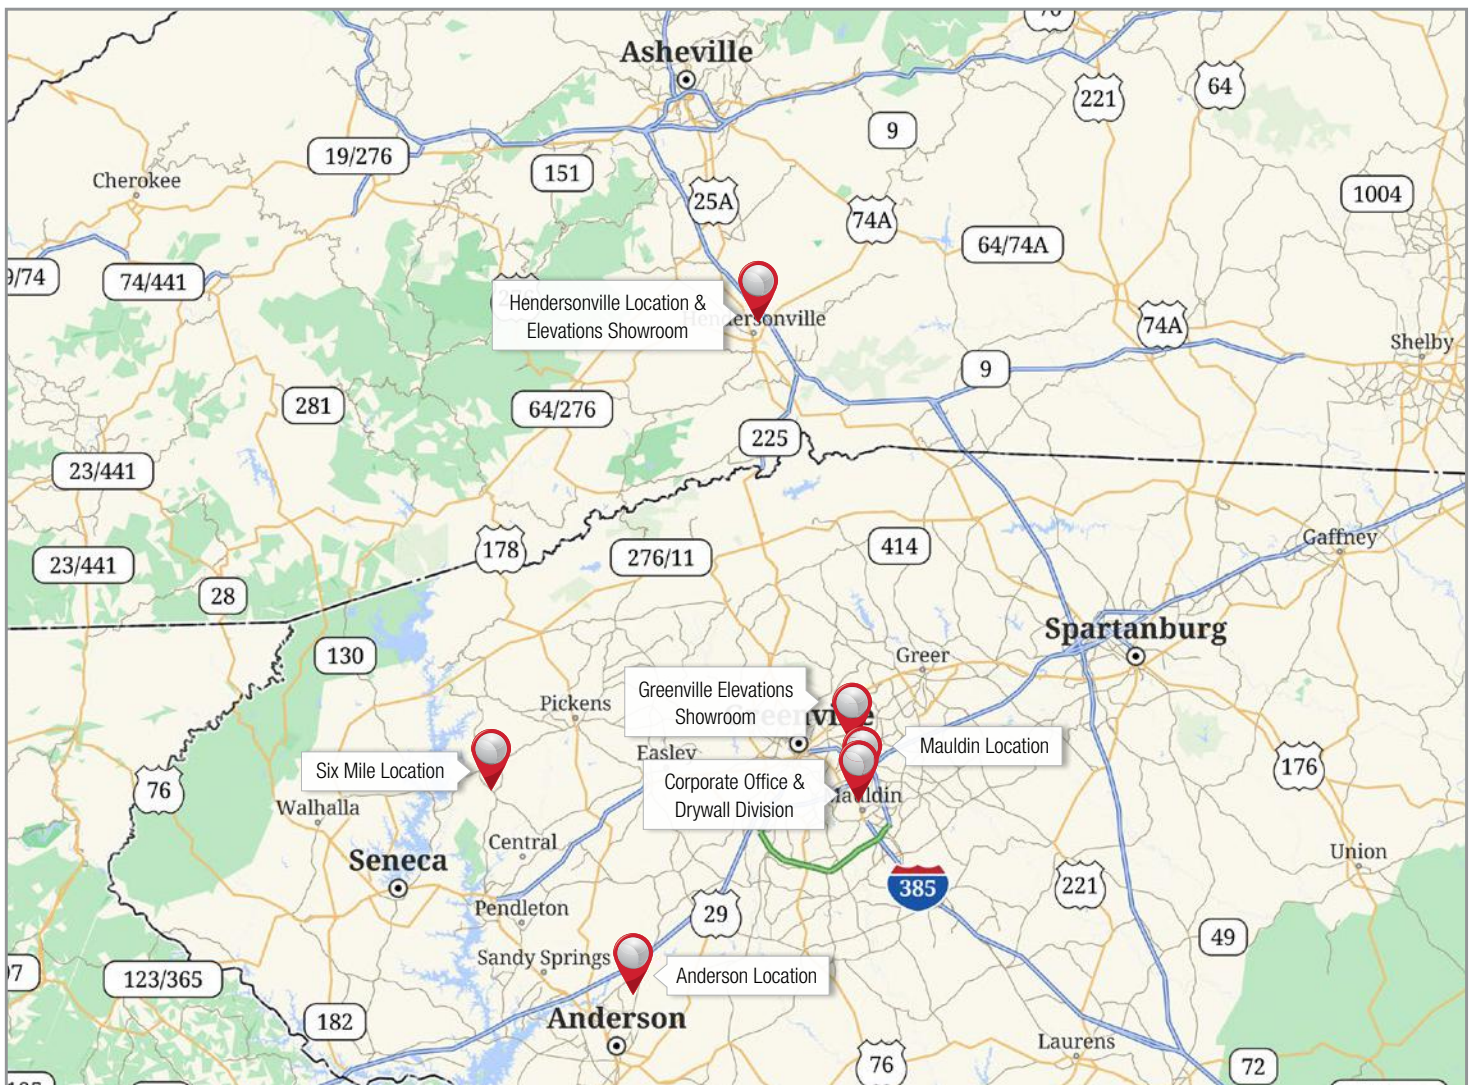 Asheville
221
64
9
19/276
151
Cherokee
25A
1004
74A
64/74A
74/441
Hendersonville Location &
Elevations Showroom
Hendersonville
74A
Shelby
9
281
64/276
225
23/441
178
276/11
414
Gaffney
23/441
28
130
Spartanburg
Greer
Greenville Elevations
Showroom
Greenville
Pickens
Mauldin Location
Easley
Six Mile Location
Corporate Office &
Drywall Division
Mauldin
176
76
Walhalla
Central
Seneca
Union
385
221
Pendleton
29
49
Sandy Springs
Anderson Location
123/365
182
Anderson
Laurens
76
72